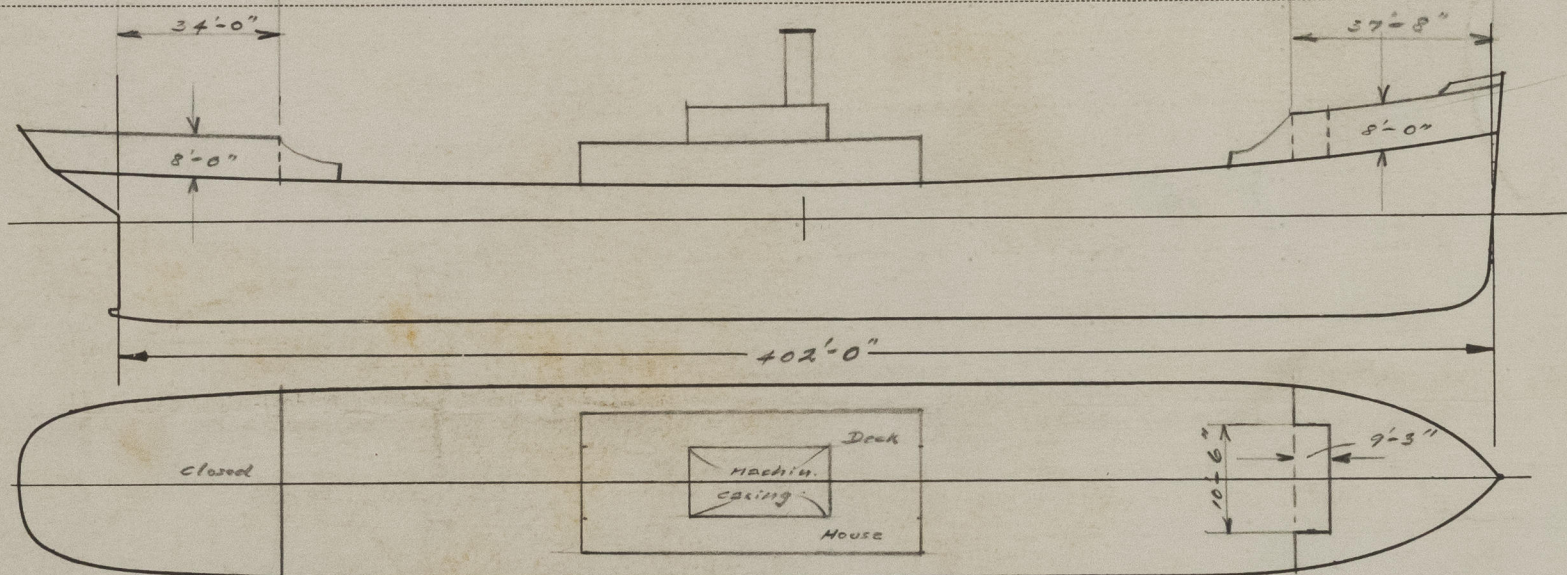 34'-0"
37'-8"
8'-0"
8'-0"
402'-0"
Deck
closed
Machin.
casing
House
10'-6"
9'-3"